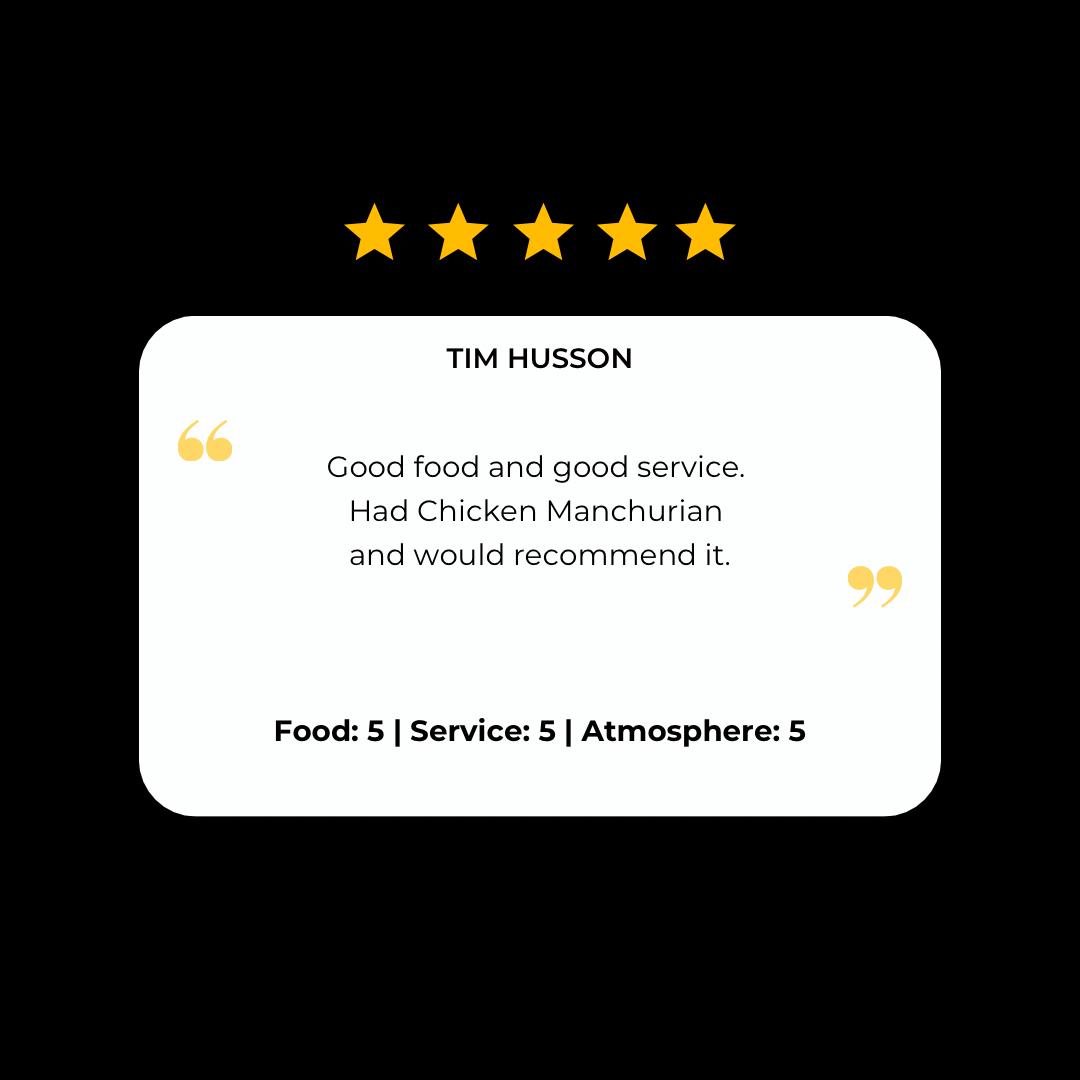 TIM HUSSON
“
Good food and good service.
Had Chicken Manchurian
and would recommend it.
”
Food: 5 | Service: 5 | Atmosphere: 5